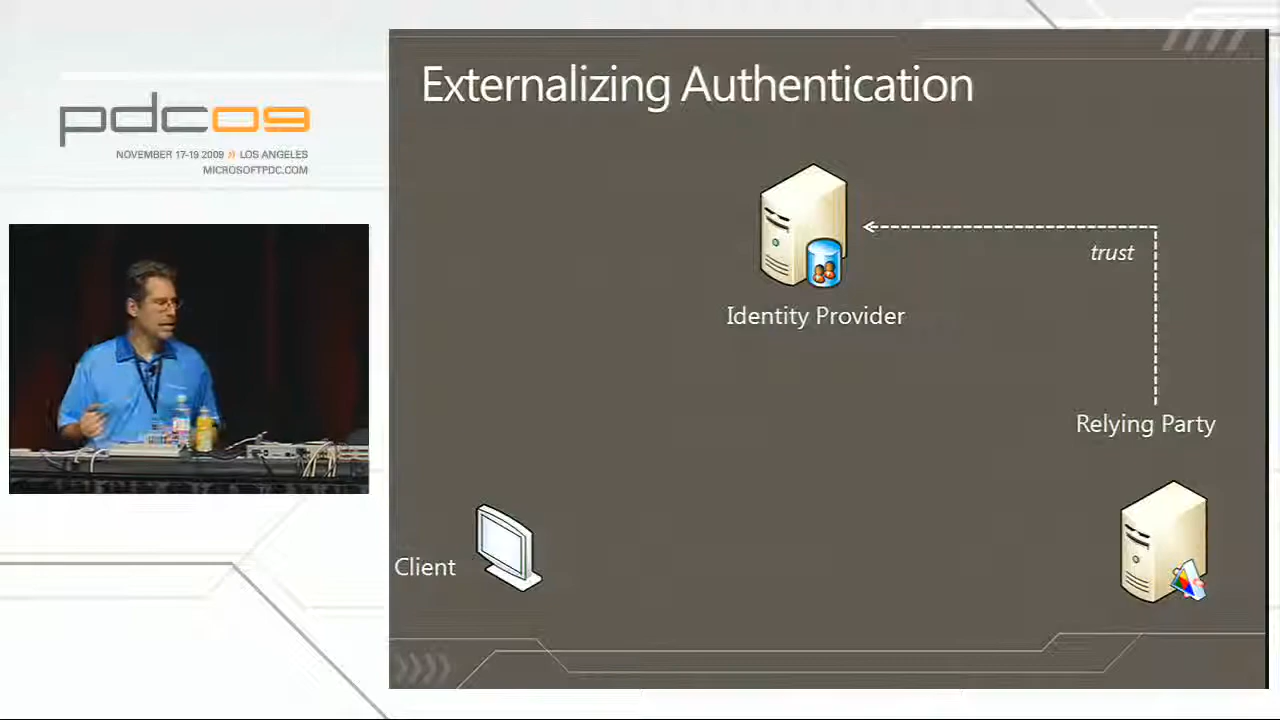 pdc09
NOVEMBER 17-19 2009 » LOS ANGELES
MICROSOFTPDC.COM
Externalizing Authentication
trust
Identity Provider
Relying Party
Client